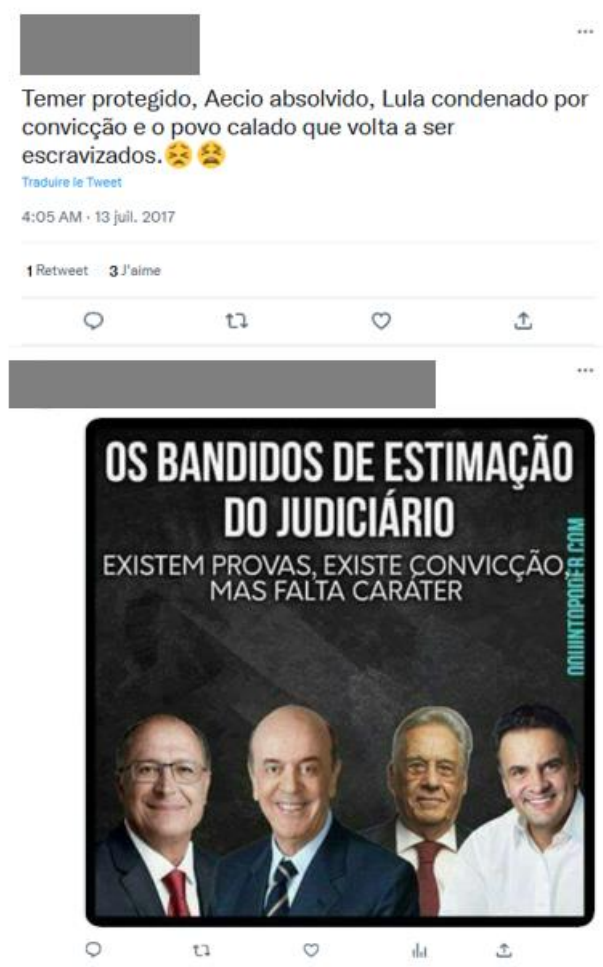 Temer protegido, Aecio absolvido, Lula condenado por
convicção e o povo calado que volta a ser
escravizados.😣😫
Traduire le Tweet
4:05 AM · 13 juil. 2017
1 Retweet 3 J'aime
OS BANDIDOS DE ESTIMAÇÃO
DO JUDICIÁRIO
EXISTEM PROVAS, EXISTE CONVICÇÃO,
MAS FALTA CARÁTER
OQUINTOPODER.COM